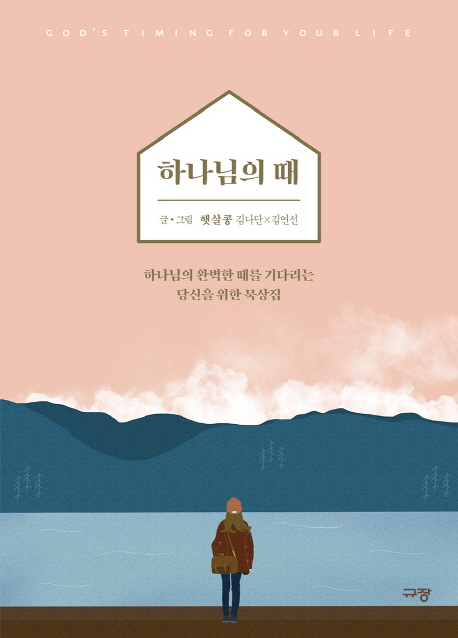 GOD'S TIMING FOR YOUR LIFE
하나님의 때
글•그림 햇살콩 김나단×김연선
하나님의 완벽한 때를 기다리는
당신을 위한 묵상집
규장